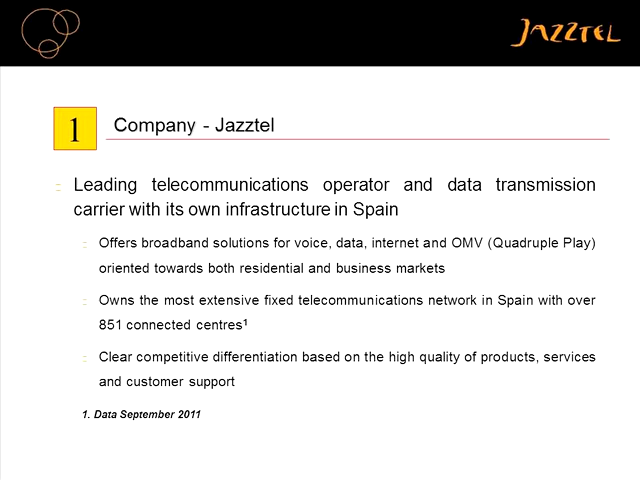 JAZZTEL
1
Company - Jazztel
Leading telecommunications operator and data transmission
carrier with its own infrastructure in Spain
Offers broadband solutions for voice, data, internet and OMV (Quadruple Play)
oriented towards both residential and business markets
Owns the most extensive fixed telecommunications network in Spain with over
851 connected centres¹
Clear competitive differentiation based on the high quality of products, services
and customer support
1. Data September 2011